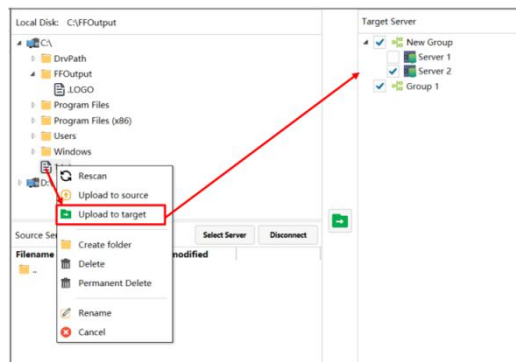 Local Disk: C:\FFOutput
C:\
DrvPath
FFOutput
.LOGO
Program Files
Program Files (x86)
Users
Windows
D:\
Rescan
Upload to source
Upload to target
Create folder
Delete
Permanent Delete
Rename
Cancel
Source Se
Select Server
Disconnect
Filename
modified
..
Target Server
New Group
Server 1
Server 2
Group 1